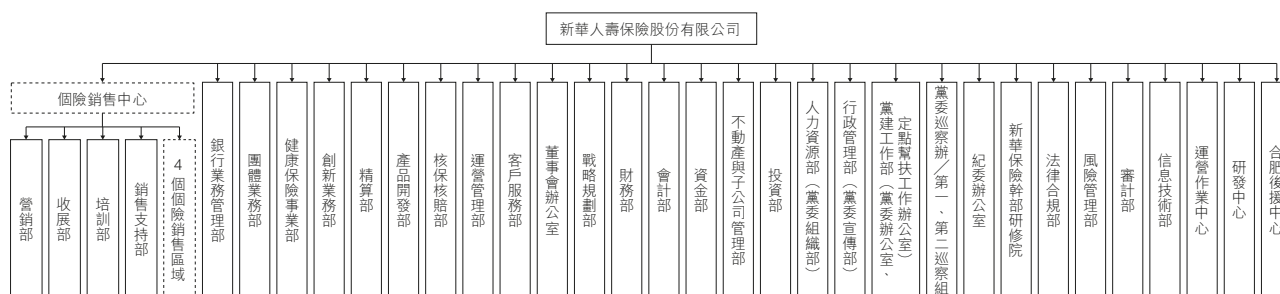 新華人壽保險股份有限公司
個險銷售中心
營銷部
收展部
培訓部
銷售支持部
4個個險銷售區域
銀行業務管理部
團體業務部
健康保險事業部
創新業務部
精算部
產品開發部
核保核賠部
運營管理部
客戶服務部
董事會辦公室
戰略規劃部
財務部
會計部
資金部
不動產與子公司管理部
投資部
人力資源部（黨委組織部）
行政管理部（黨委宣傳部）
黨建工作部（黨委辦公室、
定點幫扶工作辦公室）
黨委巡察辦／第一、第二巡察組
紀委辦公室
新華保險幹部研修院
法律合規部
風險管理部
審計部
信息技術部
運營作業中心
研發中心
合肥後援中心